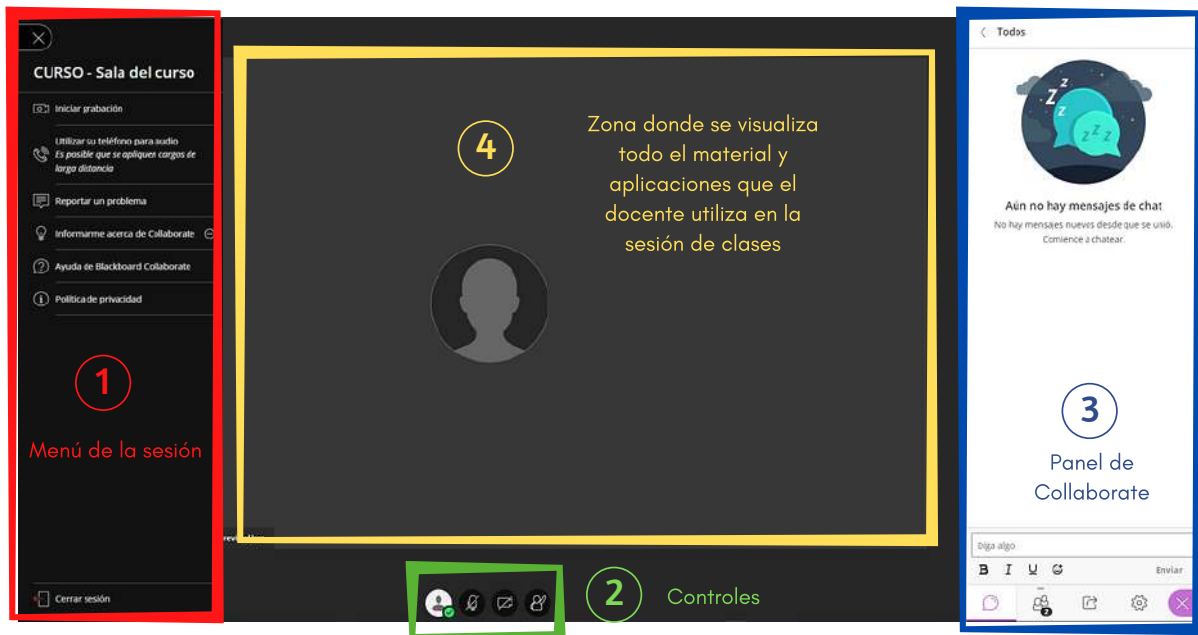 CURSO - Sala del curso
Iniciar grabación
Utilizar su teléfono para audio
Es posible que se apliquen cargos de
larga distancia
Reportar un problema
Informarme acerca de Collaborate
Ayuda de Blackboard Collaborate
Política de privacidad
1
Menú de la sesión
Cerrar sesión
4
Zona donde se visualiza
todo el material y
aplicaciones que el
docente utiliza en la
sesión de clases
2
Controles
Todos
z
z
z
z z z
Aún no hay mensajes de chat
No hay mensajes nuevos desde que se unió.
Comience a chatear.
3
Panel de
Collaborate
Diga algo
B I U
Enviar
2